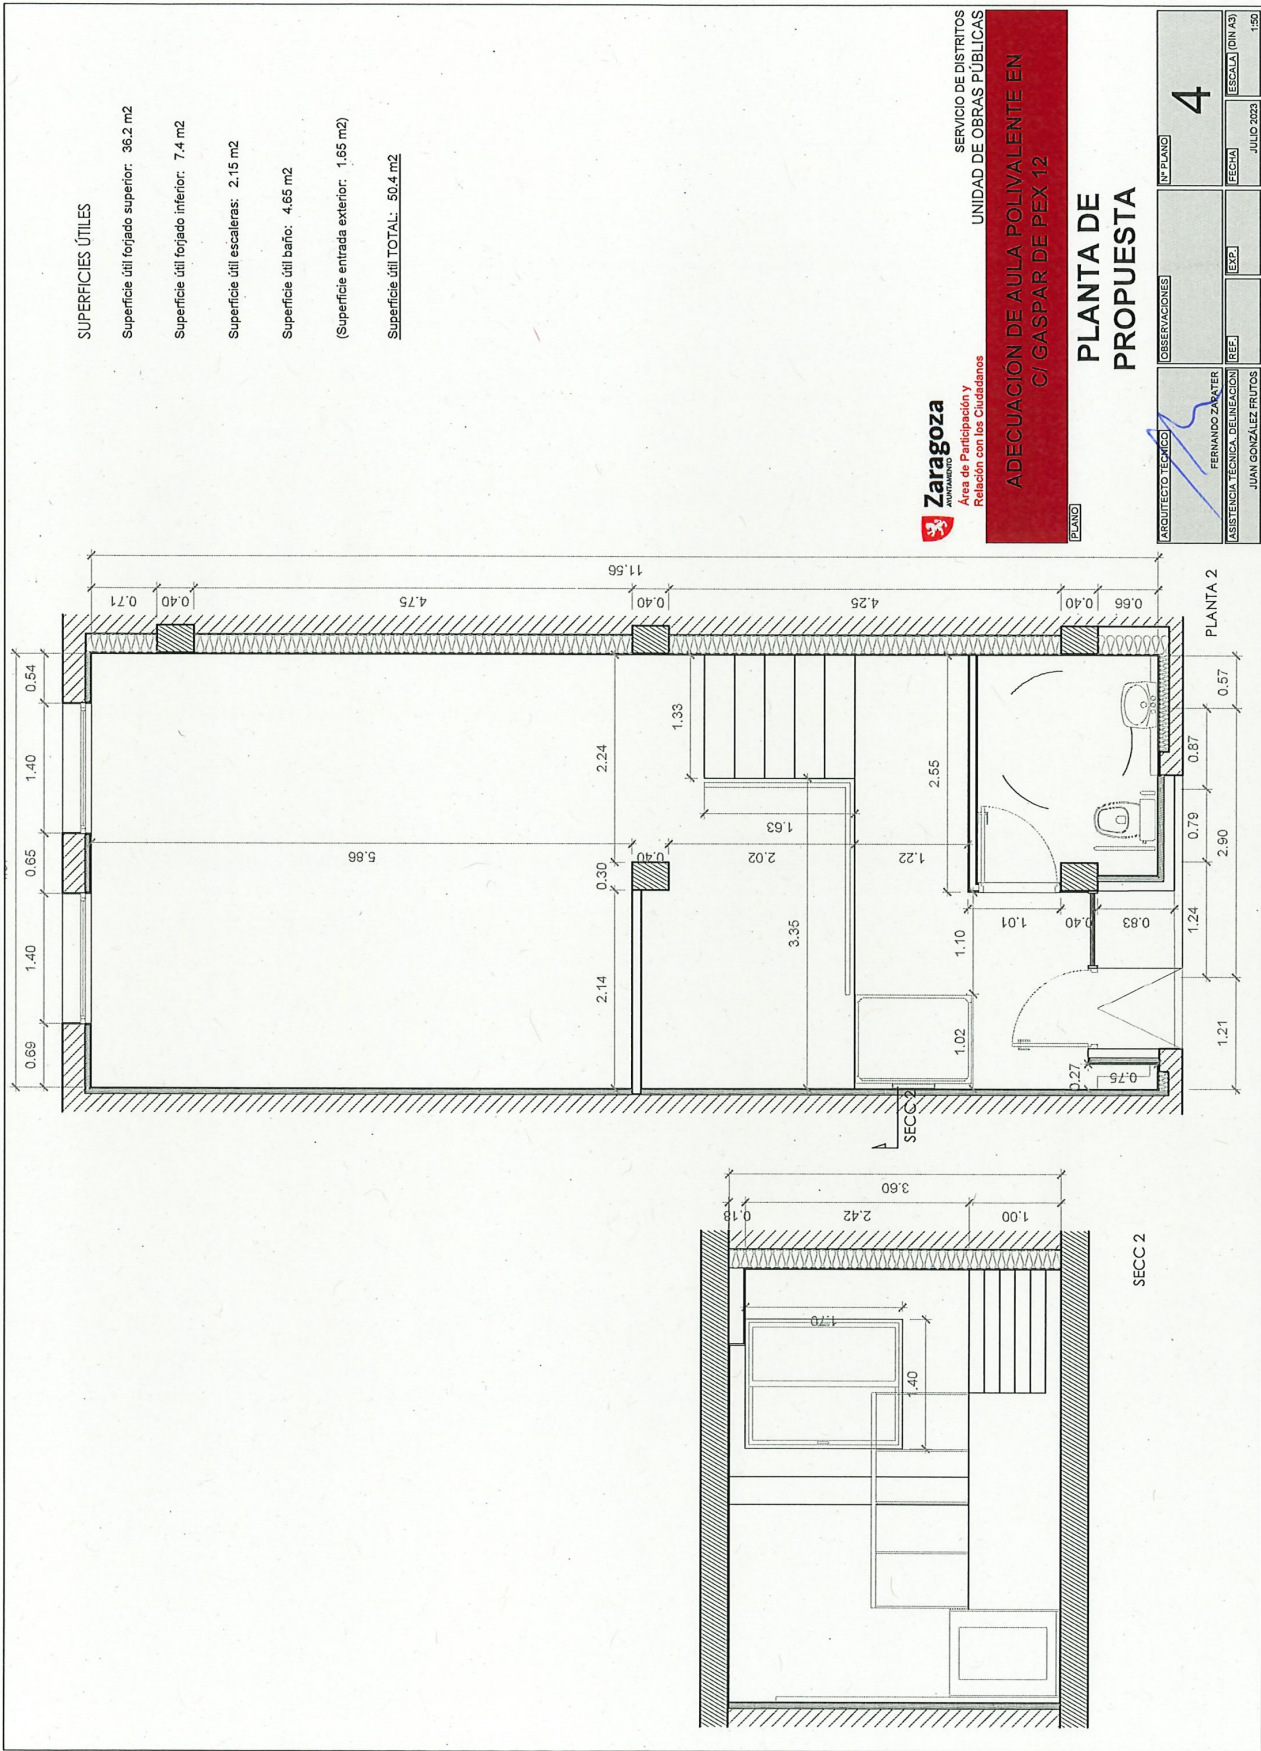 SUPERFICIES ÚTILES
Superficie útil forjado superior: 36.2 m2
Superficie útil forjado inferior: 7.4 m2
Superficie útil escaleras: 2.15 m2
Superficie útil baño: 4.65 m2
(Superficie entrada exterior: 1.65 m2)
Superficie útil TOTAL: 50.4 m2
0.69
1.40
0.65
1.40
0.54
0.71
0.40
4.75
0.40
4.25
0.40
0.66
11.56
5.86
2.14
0.30
2.24
0.40
1.33
3.35
2.02
1.63
1.22
2.55
1.02
1.10
1.01
0.40
0.83
0.27
0.75
1.21
1.24
0.79
0.87
2.90
0.57
PLANTA 2
SECC 2
0.18
2.42
1.00
3.60
1.70
1.40
SECC 2
Zaragoza
AYUNTAMIENTO
Área de Participación y
Relación con los Ciudadanos
SERVICIO DE DISTRITOS
UNIDAD DE OBRAS PÚBLICAS
ADECUACIÓN DE AULA POLIVALENTE EN
C/ GASPAR DE PEX 12
PLANO
PLANTA DE
PROPUESTA
ARQUITECTO TÉCNICO
FERNANDO ZAPATER
OBSERVACIONES
Nº PLANO
4
ASISTENCIA TÉCNICA. DELINEACIÓN
JUAN GONZÁLEZ FRUTOS
REF.
EXP.
FECHA
JULIO 2023
ESCALA (DIN A3)
1:50